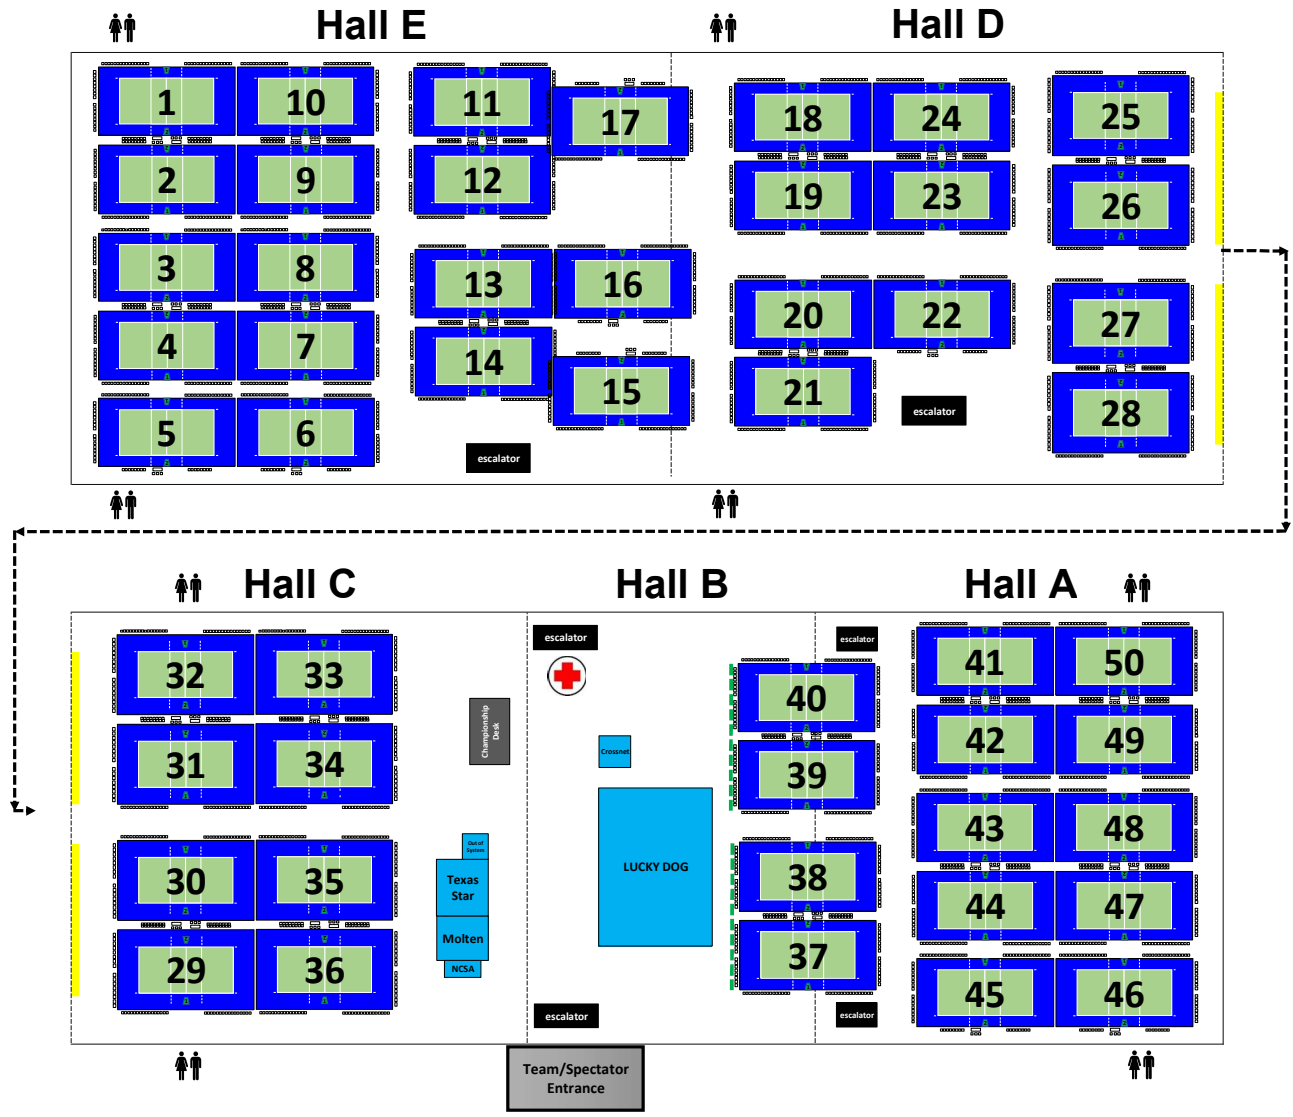 Hall E
Hall D
1
10
11
17
18
24
25
2
9
12
19
23
26
3
8
13
16
20
22
27
4
7
14
15
21
28
5
6
escalator
escalator
Hall C
Hall B
Hall A
escalator
escalator
32
33
40
41
50
Championship
Desk
Crossnet
31
34
39
42
49
LUCKY DOG
43
48
Out of
System
30
35
Texas
Star
38
44
47
Molten
29
36
NCSA
37
45
46
escalator
escalator
Team/Spectator
Entrance